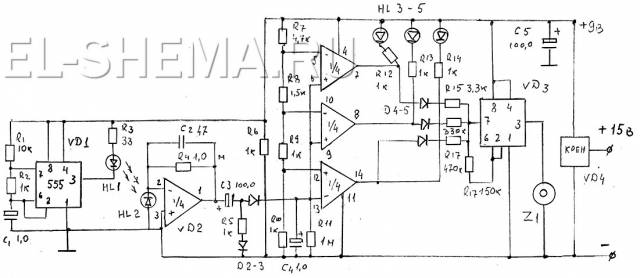 HL 3-5
C5
100,0
+9В
EL-SHEMA.RU
R7
4,7к
4
5
7
6
R13
1к
R14
1к
R12
1к
R15 3,3к
vD3
R1
10к
vD1
R3
33
C2 47
R4 1,0
м
R6
1к
R8
1,5к
10
1/4
8
9
D4-5
330к
8 4
7
3
6 2 1
+15В
КРЕН
vD4
7 8 4
555
3
6 2 1
R2
1к
HL1
HL2
2
1
3
1/4
vD2
C3 100,0
R9
1к
12
14
13
1/4
11
R17
470к
R17 150к
Z1
C1 1,0
R5
1к
D2-3
R10
1к
C4 1,0
R11
1м